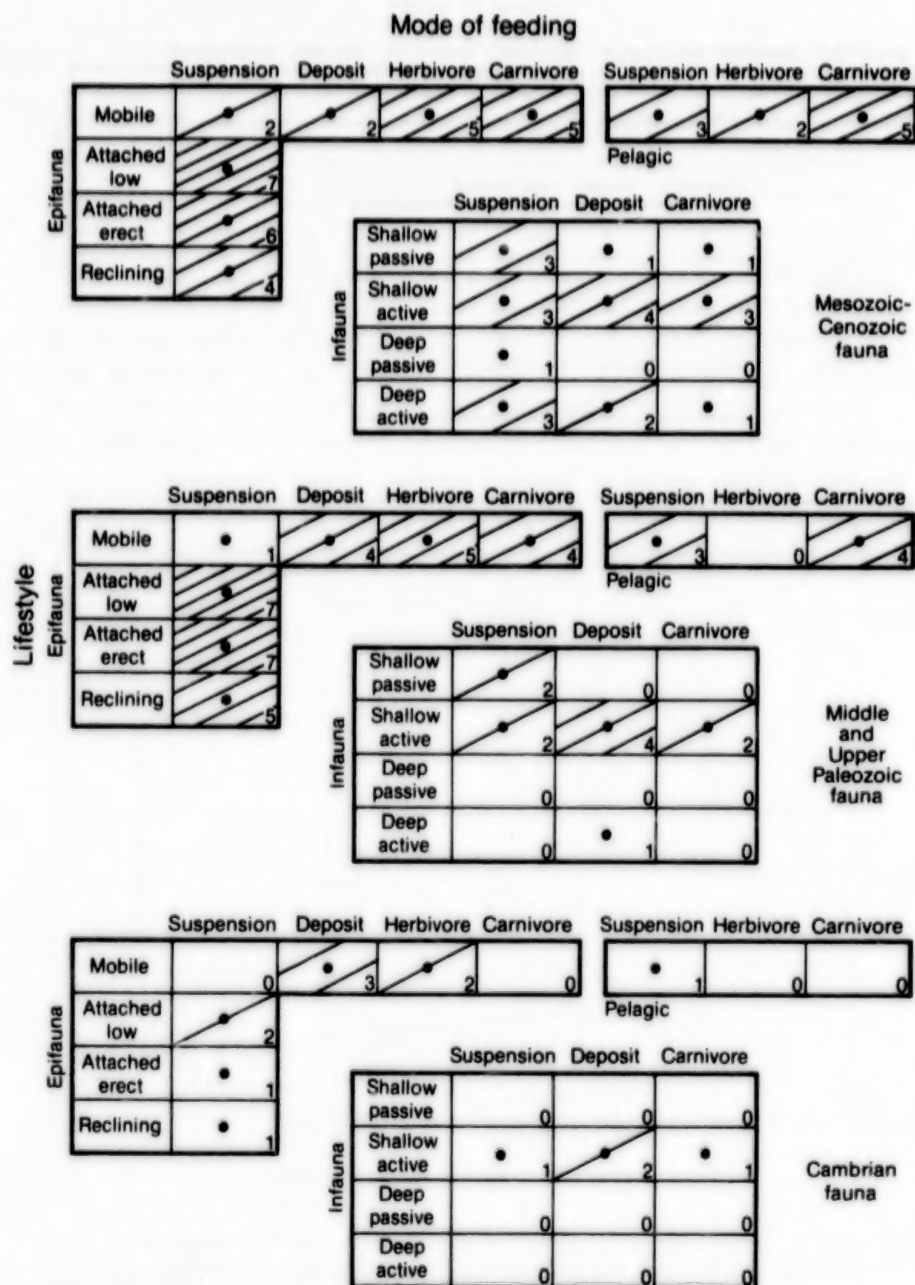 Mode of feeding
Suspension Deposit Herbivore Carnivore Suspension Herbivore Carnivore
Mobile 2 2 5 5 3 2 5
Pelagic
Epifauna
Attached low 7
Attached erect 6
Reclining 4
Suspension Deposit Carnivore
Infauna
Shallow passive 3 1 1
Shallow active 3 4 3
Deep passive 1 0 0
Deep active 3 2 1
Mesozoic-
Cenozoic
fauna
Lifestyle
Suspension Deposit Herbivore Carnivore Suspension Herbivore Carnivore
Mobile 1 4 5 4 3 0 4
Pelagic
Epifauna
Attached low 7
Attached erect 7
Reclining 5
Suspension Deposit Carnivore
Infauna
Shallow passive 2 0 0
Shallow active 2 4 2
Deep passive 0 0 0
Deep active 0 1 0
Middle
and
Upper
Paleozoic
fauna
Suspension Deposit Herbivore Carnivore Suspension Herbivore Carnivore
Mobile 0 3 2 0 1 0 0
Pelagic
Epifauna
Attached low 2
Attached erect 1
Reclining 1
Suspension Deposit Carnivore
Infauna
Shallow passive 0 0 0
Shallow active 1 2 1
Deep passive 0 0 0
Deep active 0 0 0
Cambrian
fauna